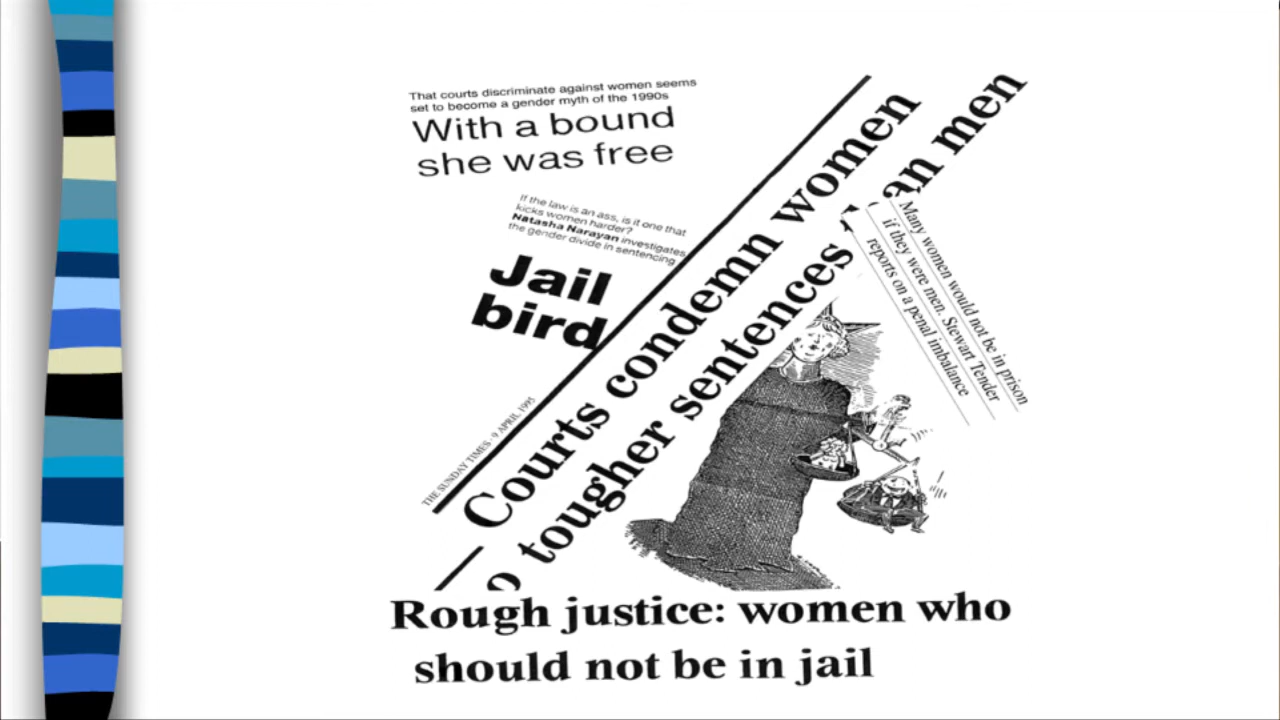 That courts discriminate against women seems
set to become a gender myth of the 1990s
With a bound
she was free
If the law is an ass, is it one that
kicks women harder?
Natasha Narayan investigates
the gender divide in sentencing
Jail
bird
THE SUNDAY TIMES · 9 APRIL 1995
Courts condemn women
o tougher sentences an men
Many women would not be in prison
if they were men. Stewart Tender
reports on a penal imbalance
Rough justice: women who
should not be in jail